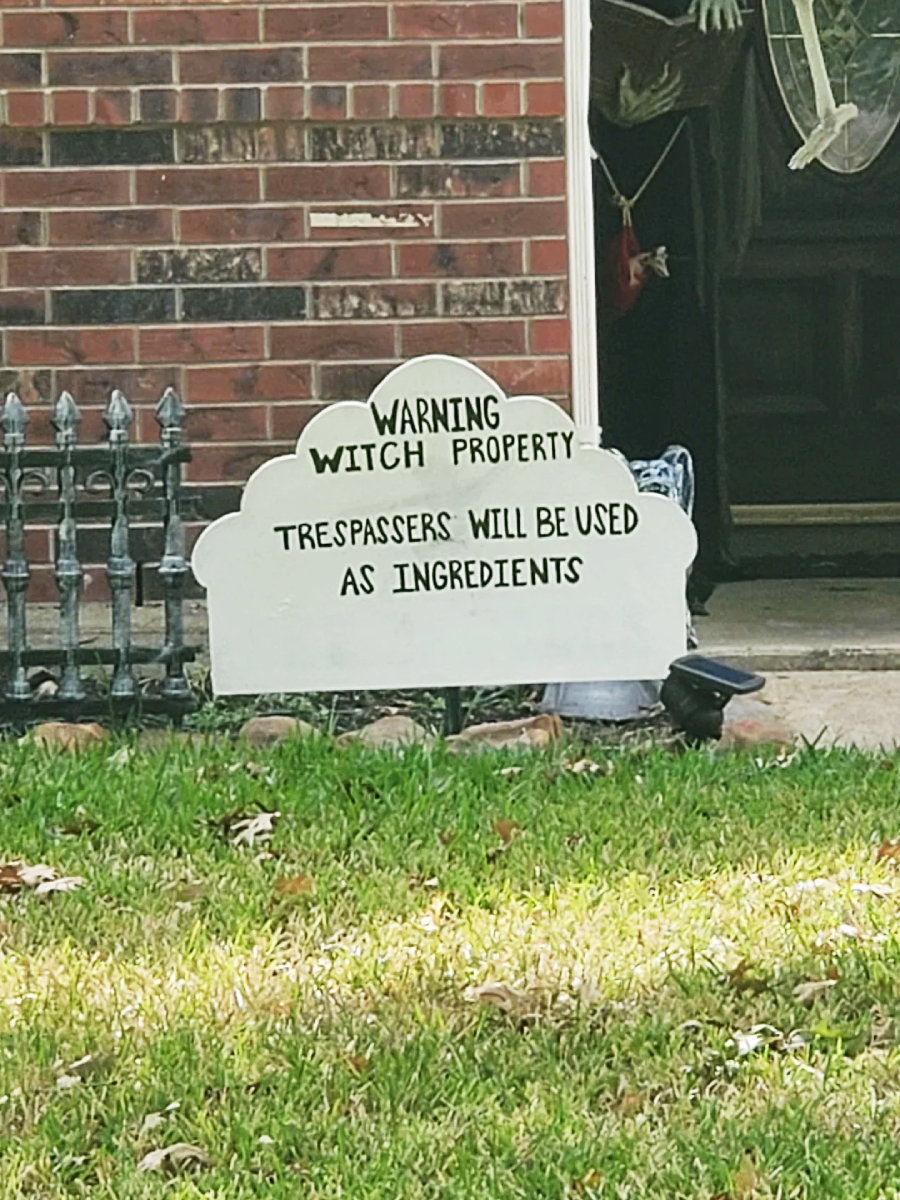 WARNING
WITCH PROPERTY
TRESPASSERS WILL BE USED
AS INGREDIENTS